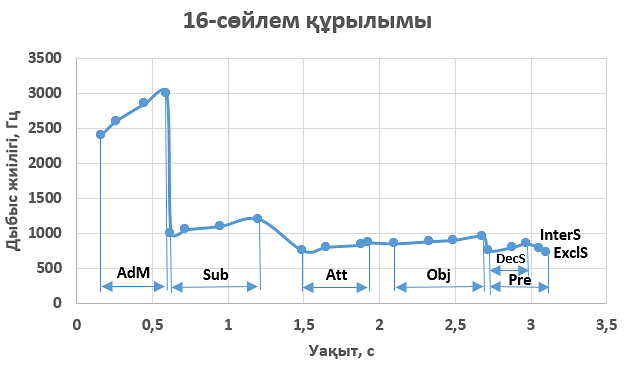 16-сөйлем құрылымы
Дыбыс жиілігі, Гц
3500
3000
2500
2000
1500
1000
500
0
InterS
ExclS
DecS
AdM
Sub
Att
Obj
Pre
0
0,5
1
1,5
2
2,5
3
3,5
Уақыт, с